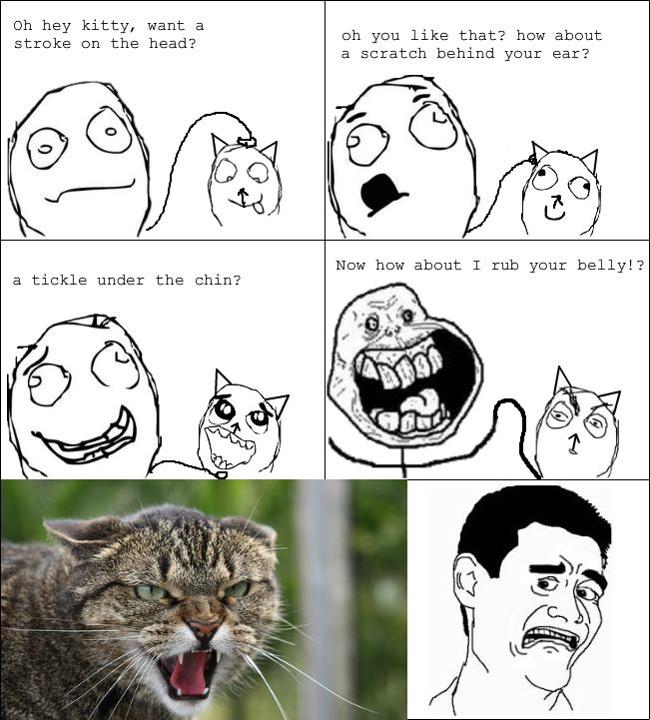 Oh hey kitty, want a
stroke on the head?
oh you like that? how about
a scratch behind your ear?
a tickle under the chin?
Now how about I rub your belly!?